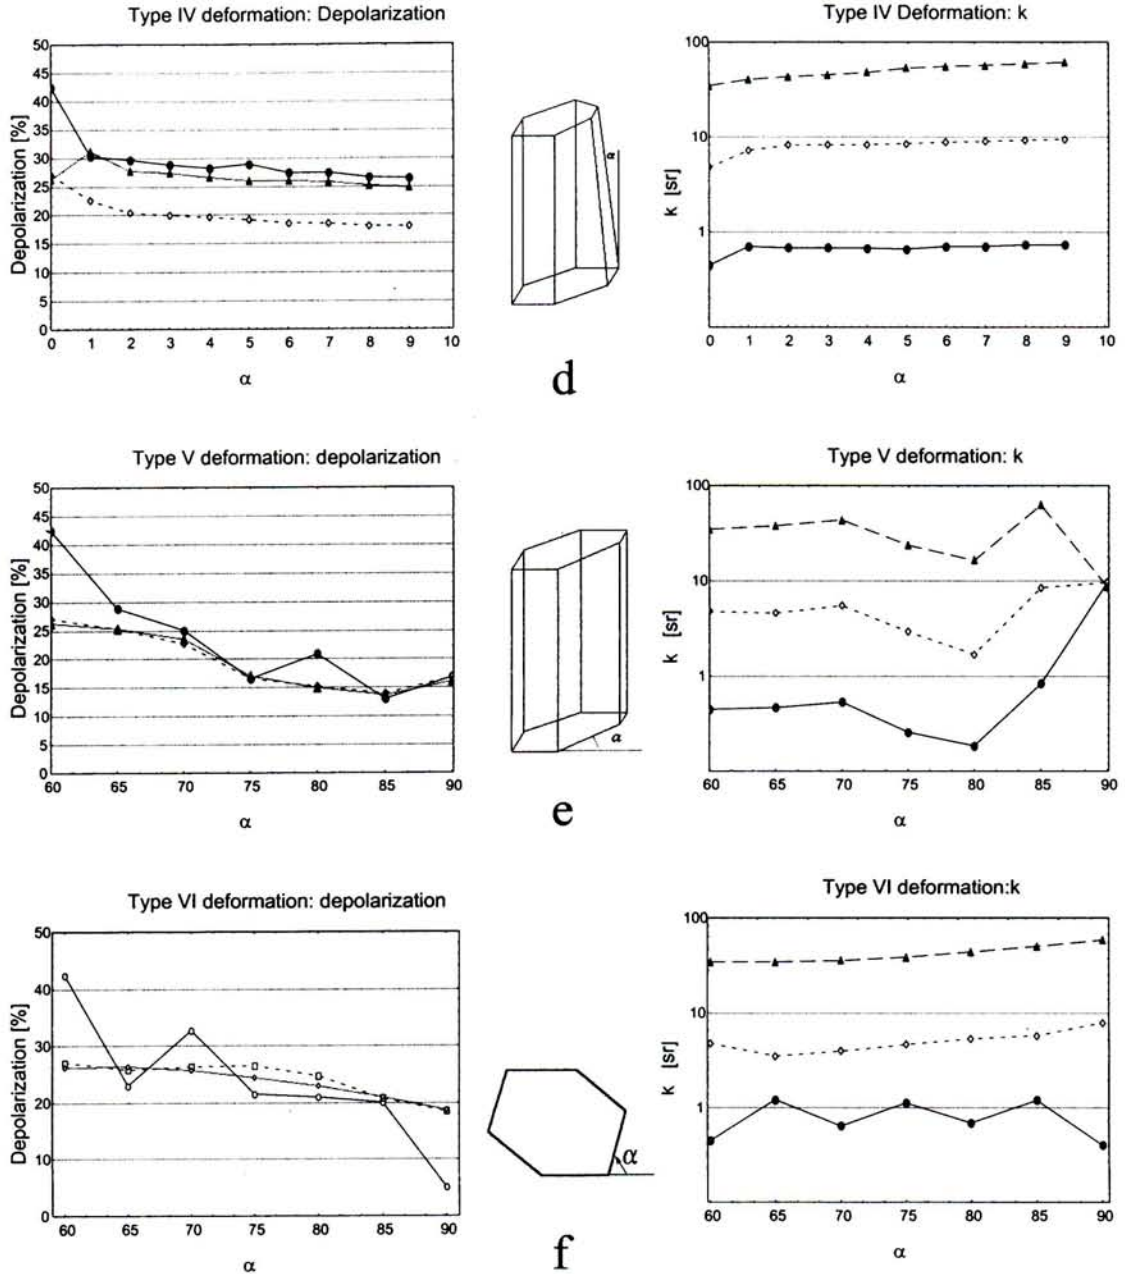 Type IV deformation: Depolarization
Depolarization [%]
50
45
40
35
30
25
20
15
10
5
0
0 1 2 3 4 5 6 7 8 9 10
α
α
d
Type IV Deformation: k
k [sr]
100
10
1
0 1 2 3 4 5 6 7 8 9 10
α
Type V deformation: depolarization
Depolarization [%]
50
45
40
35
30
25
20
15
10
5
0
60 65 70 75 80 85 90
α
α
e
Type V deformation: k
k [sr]
100
10
1
60 65 70 75 80 85 90
α
Type VI deformation: depolarization
Depolarization [%]
50
40
30
20
10
0
60 65 70 75 80 85 90
α
α
f
Type VI deformation:k
k [sr]
100
10
1
60 65 70 75 80 85 90
α